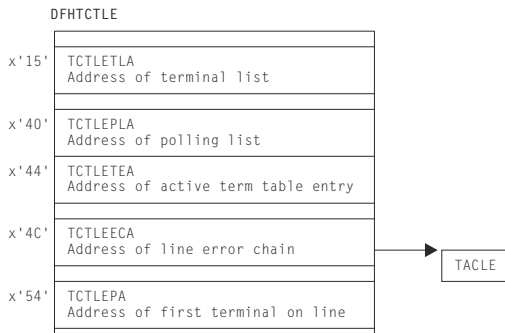 DFHTCTLE
x'15' TCTLETLA
Address of terminal list
x'40' TCTLEPLA
Address of polling list
x'44' TCTLETEA
Address of active term table entry
x'4C' TCTLEECA
Address of line error chain
TACLE
x'54' TCTLEPA
Address of first terminal on line